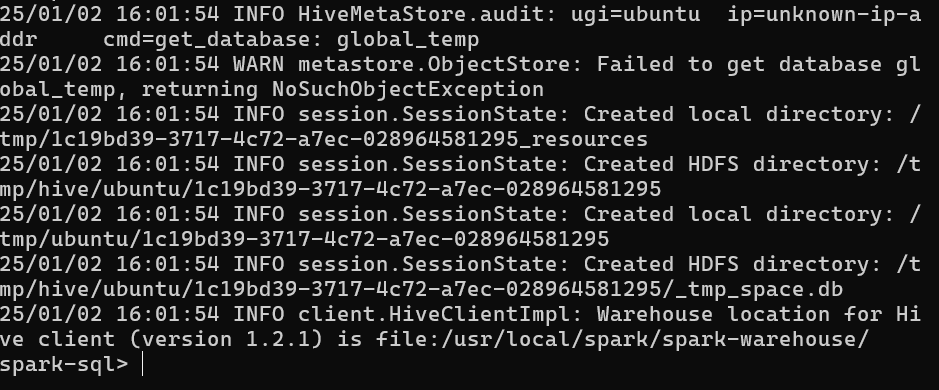 25/01/02 16:01:54 INFO HiveMetaStore.audit: ugi=ubuntu  ip=unknown-ip-a
ddr      cmd=get_database: global_temp
25/01/02 16:01:54 WARN metastore.ObjectStore: Failed to get database gl
obal_temp, returning NoSuchObjectException
25/01/02 16:01:54 INFO session.SessionState: Created local directory: /
tmp/1c19bd39-3717-4c72-a7ec-028964581295_resources
25/01/02 16:01:54 INFO session.SessionState: Created HDFS directory: /t
mp/hive/ubuntu/1c19bd39-3717-4c72-a7ec-028964581295
25/01/02 16:01:54 INFO session.SessionState: Created local directory: /
tmp/ubuntu/1c19bd39-3717-4c72-a7ec-028964581295
25/01/02 16:01:54 INFO session.SessionState: Created HDFS directory: /t
mp/hive/ubuntu/1c19bd39-3717-4c72-a7ec-028964581295/_tmp_space.db
25/01/02 16:01:54 INFO client.HiveClientImpl: Warehouse location for Hi
ve client (version 1.2.1) is file:/usr/local/spark/spark-warehouse/
spark-sql>